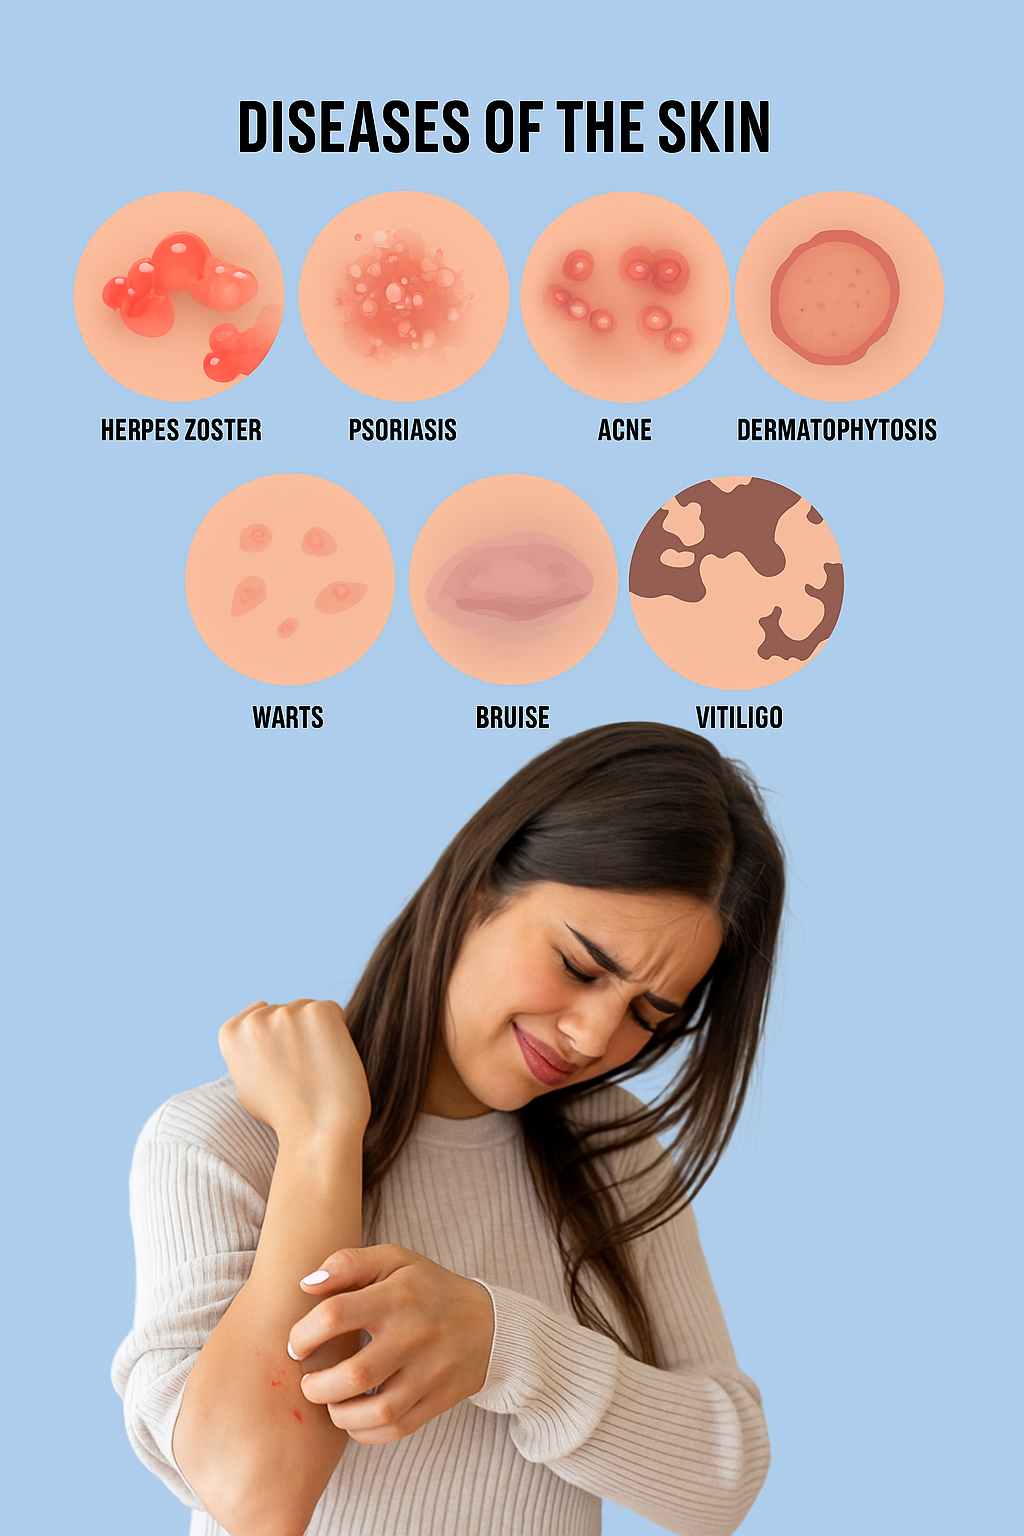 DISEASES OF THE SKIN
HERPES ZOSTER PSORIASIS ACNE DERMATOPHYTOSIS
WARTS BRUISE VITILIGO